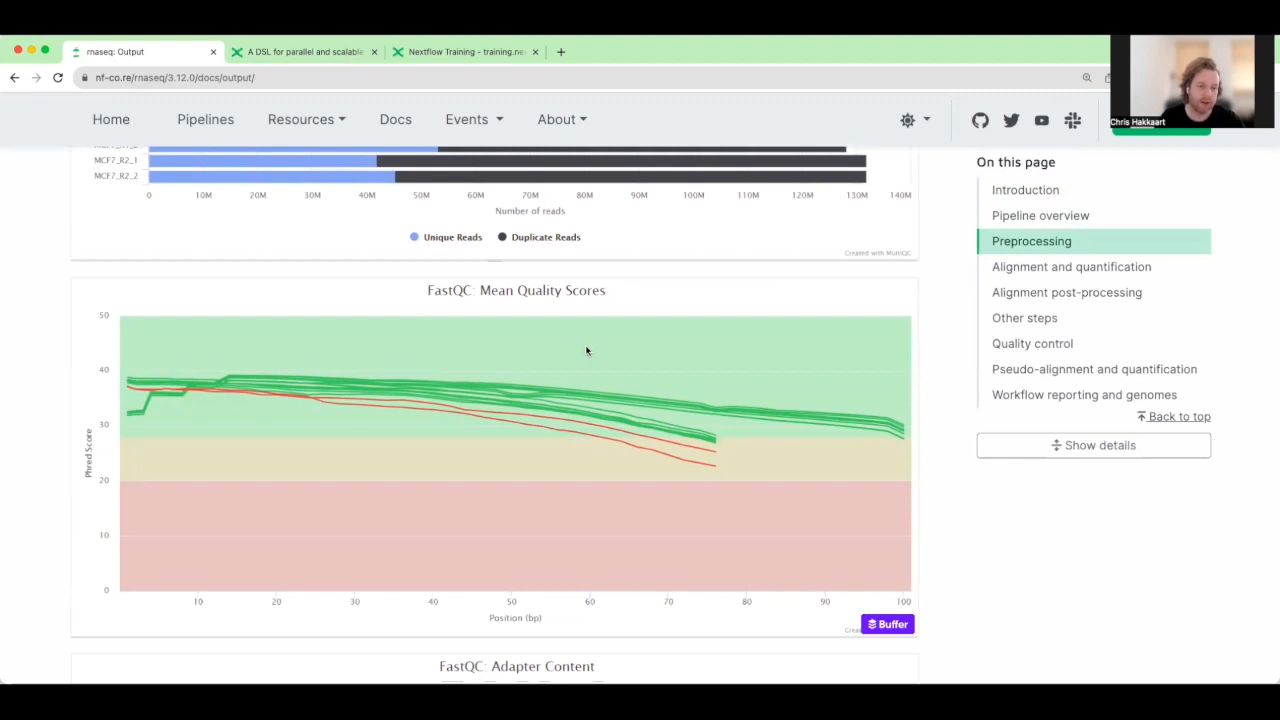 rnaseq: Output
A DSL for parallel and scalable
Nextflow Training - training.ne
nf-co.re/rnaseq/3.12.0/docs/output/
Chris Hakkaart
Home Pipelines Resources Docs Events About
MCF7_R2_1
MCF7_R2_2
0 10M 20M 30M 40M 50M 60M 70M 80M 90M 100M 110M 120M 130M 140M
Number of reads
Unique Reads Duplicate Reads
Created with MultiQC
FastQC: Mean Quality Scores
50
40
30
20
10
0
Phred Score
10 20 30 40 50 60 70 80 90 100
Position (bp)
Buffer
FastQC: Adapter Content
On this page
Introduction
Pipeline overview
Preprocessing
Alignment and quantification
Alignment post-processing
Other steps
Quality control
Pseudo-alignment and quantification
Workflow reporting and genomes
Back to top
Show details